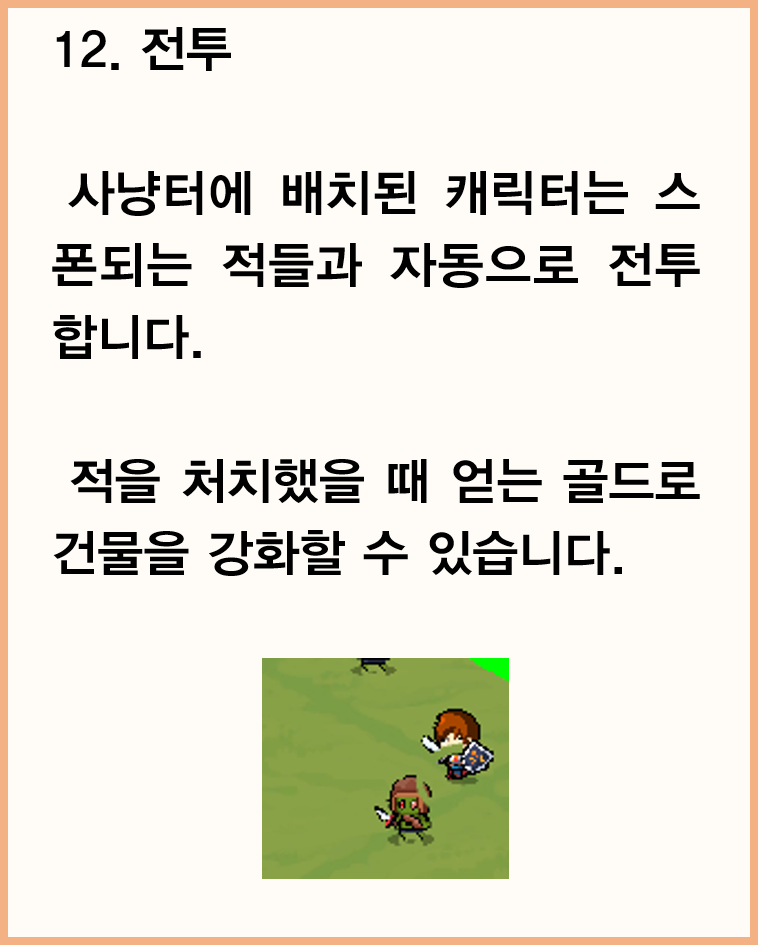 12. 전투
사냥터에 배치된 캐릭터는 스
폰되는 적들과 자동으로 전투
합니다.
적을 처치했을 때 얻는 골드로
건물을 강화할 수 있습니다.